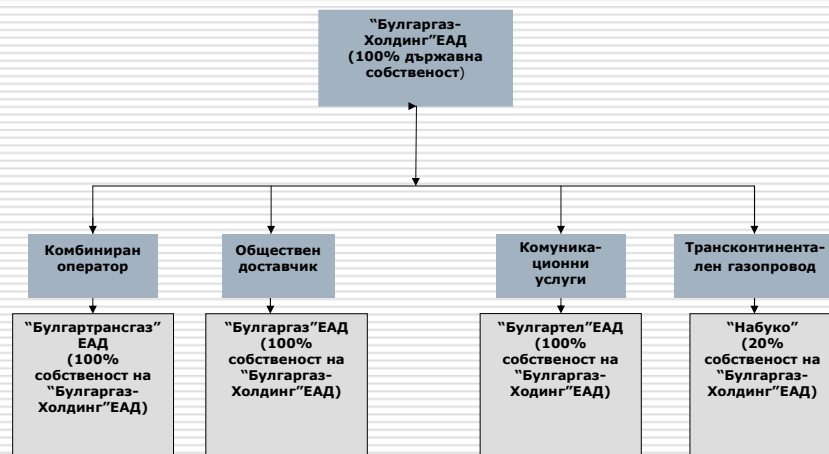 “Булгаргаз-
Холдинг”ЕАД
(100% държавна
собственост)
Комбиниран
оператор
Обществен
доставчик
Комуника-
ционни
услуги
Трансконтинента-
лен газопровод
“Булгартрансгаз”
ЕАД
(100%
собственост на
“Булгаргаз-
Холдинг”ЕАД)
“Булгаргаз”ЕАД
(100%
собственост на
“Булгаргаз-
Холдинг”ЕАД)
“Булгартел”ЕАД
(100%
собственост на
“Булгаргаз-
Ходинг”ЕАД)
“Набуко”
(20%
собственост на
“Булгаргаз-
Холдинг”ЕАД)